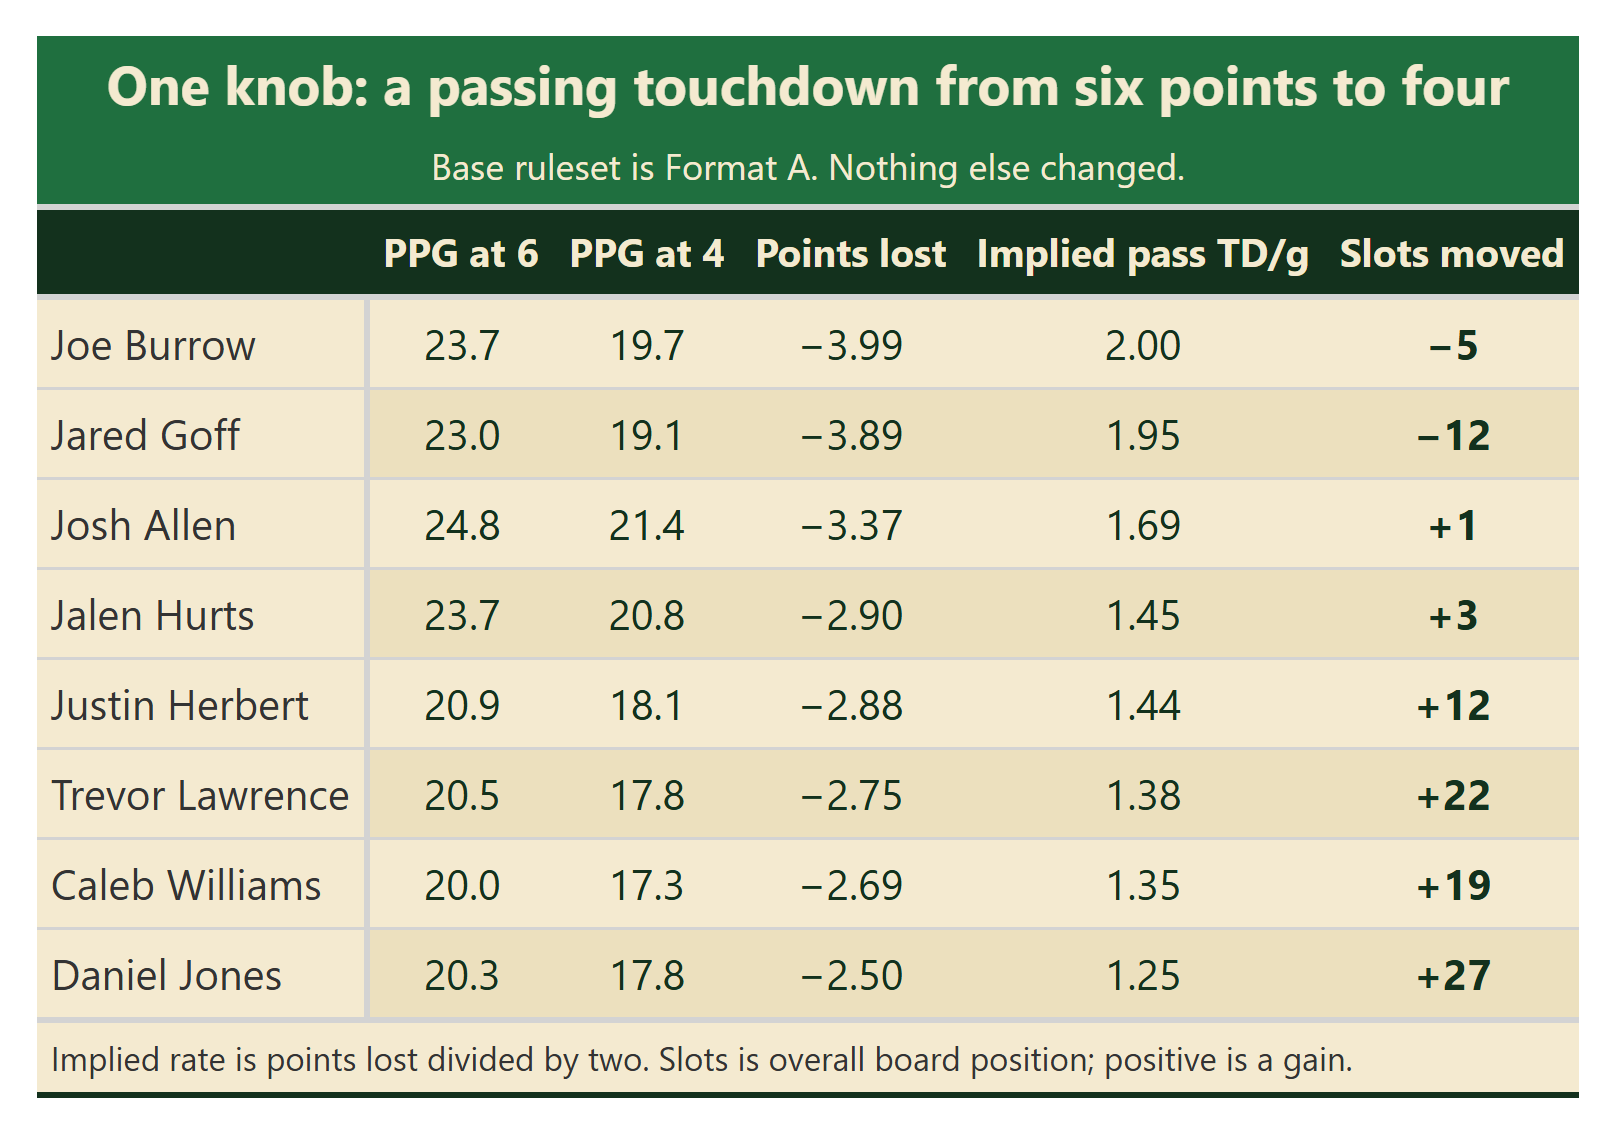 One knob: a passing touchdown from six points to four
Base ruleset is Format A. Nothing else changed.
PPG at 6 PPG at 4 Points lost Implied pass TD/g Slots moved
Joe Burrow 23.7 19.7 −3.99 2.00 −5
Jared Goff 23.0 19.1 −3.89 1.95 −12
Josh Allen 24.8 21.4 −3.37 1.69 +1
Jalen Hurts 23.7 20.8 −2.90 1.45 +3
Justin Herbert 20.9 18.1 −2.88 1.44 +12
Trevor Lawrence 20.5 17.8 −2.75 1.38 +22
Caleb Williams 20.0 17.3 −2.69 1.35 +19
Daniel Jones 20.3 17.8 −2.50 1.25 +27
Implied rate is points lost divided by two. Slots is overall board position; positive is a gain.